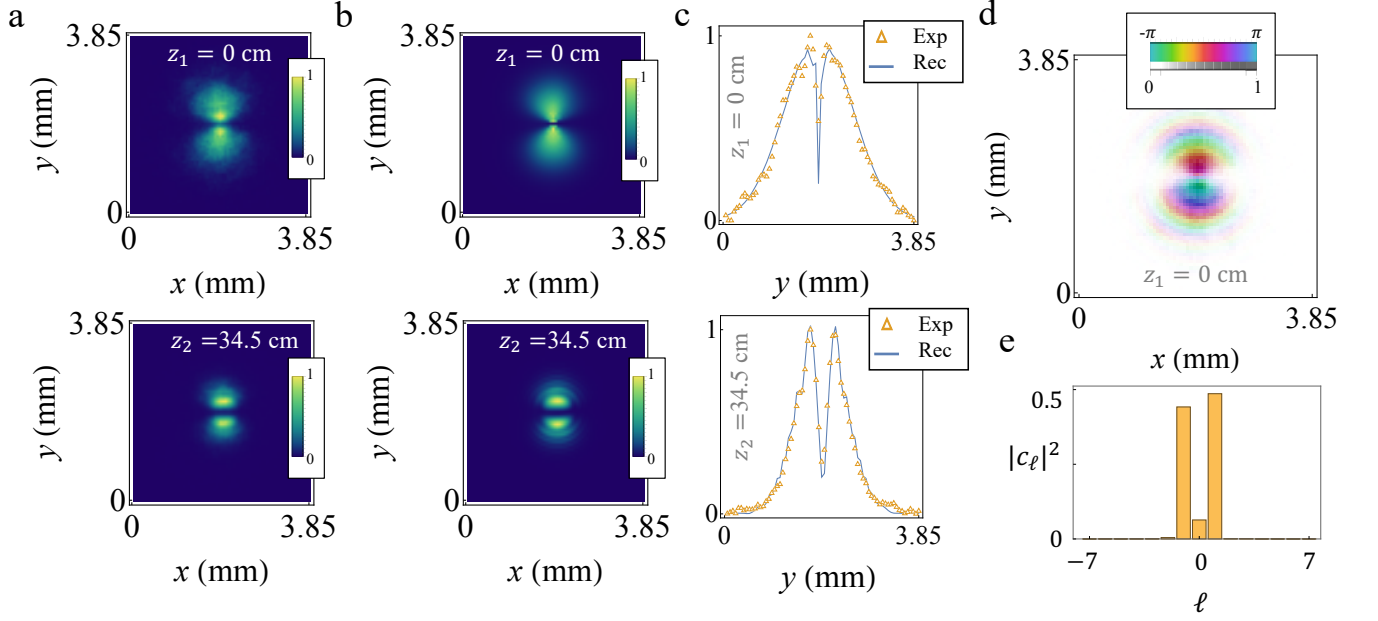 a
3.85
z₁ = 0 cm
1
0
y (mm)
0
0
3.85
x (mm)
3.85
z₂ =34.5 cm
1
0
y (mm)
0
0
3.85
x (mm)
b
3.85
z₁ = 0 cm
1
0
y (mm)
0
0
3.85
x (mm)
3.85
z₂ =34.5 cm
1
0
y (mm)
0
0
3.85
x (mm)
c
1
Exp
Rec
z₁ = 0 cm
0
0
3.85
y (mm)
1
Exp
Rec
z₂ =34.5 cm
0
0
3.85
y (mm)
d
-π
π
0
1
3.85
y (mm)
z₁ = 0 cm
0
0
3.85
x (mm)
e
0.5
|cℓ|²
0
−7
0
7
ℓ